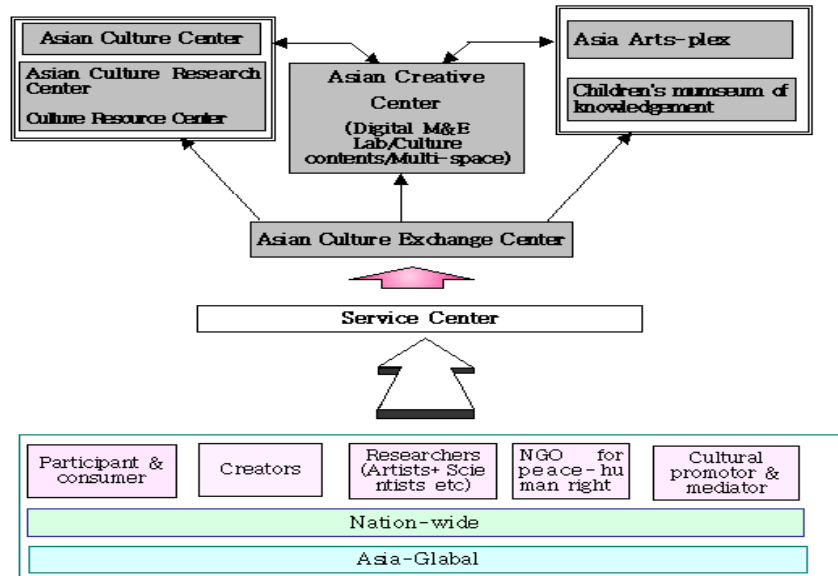 Asian Culture Center
Asian Culture Research
Center
Culture Resource Center
Asian Creative
Center
(Digital M&E
Lab/Culture
contents/Multi-space)
Asia Arts-plex
Children's mumseum of
knowledgement
Asian Culture Exchange Center
Service Center
Participant &
consumer
Creators
Researchers
(Artists+ Scie
ntists etc)
NGO for
peace-hu
man right
Cultural
promotor &
mediator
Nation-wide
Asia-Glabal